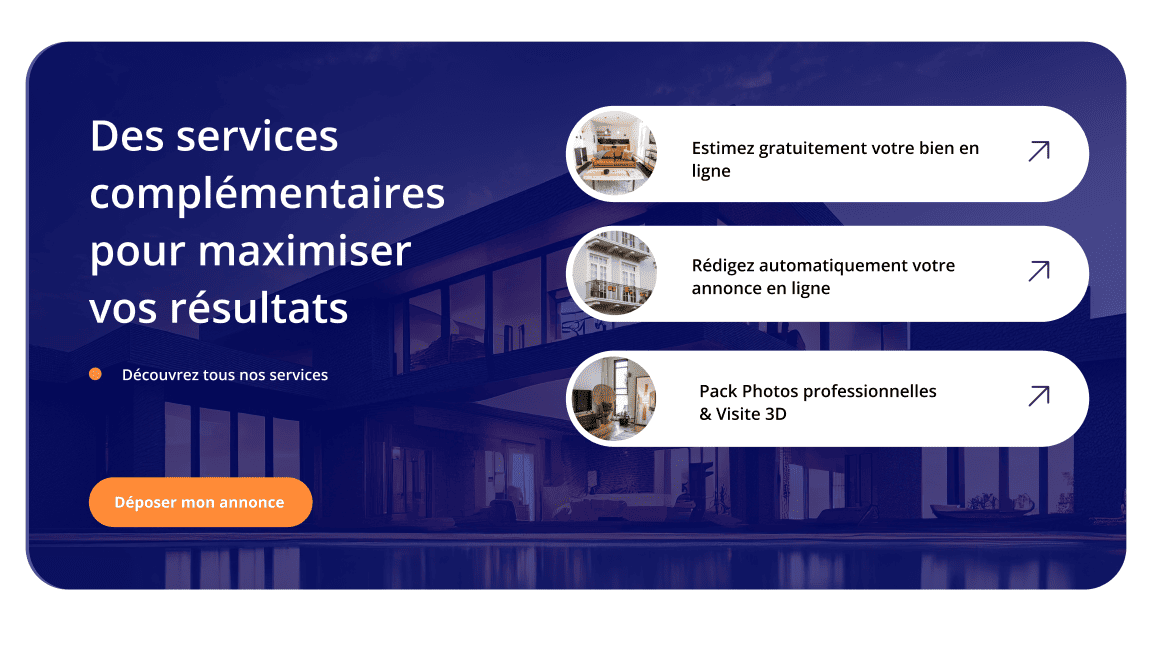 Des services
complémentaires
pour maximiser
vos résultats
Découvrez tous nos services
Déposer mon annonce
Estimez gratuitement votre bien en
ligne
Rédigez automatiquement votre
annonce en ligne
Pack Photos professionnelles
& Visite 3D